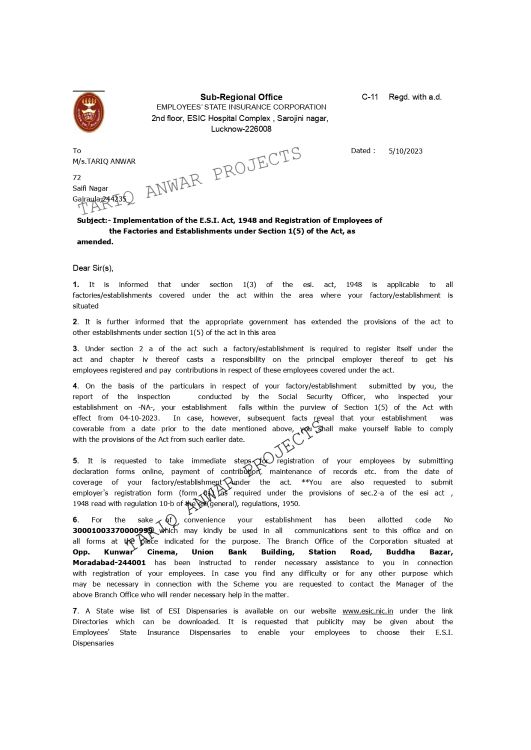 Sub-Regional Office
C-11 Regd. with a.d.
EMPLOYEES' STATE INSURANCE CORPORATION
2nd floor, ESIC Hospital Complex , Sarojini nagar,
Lucknow-226008
To
Dated : 5/10/2023
M/s.TARIQ ANWAR
72
Saifi Nagar
Gajraula-244235
TARIQ ANWAR PROJECTS
Subject:- Implementation of the E.S.I. Act, 1948 and Registration of Employees of
the Factories and Establishments under Section 1(5) of the Act, as
amended.
Dear Sir(s),
1. It is informed that under section 1(3) of the esi. act, 1948 is applicable to all
factories/establishments covered under the act within the area where your factory/establishment is
situated
2. It is further informed that the appropriate government has extended the provisions of the act to
other establishments under section 1(5) of the act in this area
3. Under section 2 a of the act such a factory/establishment is required to register itself under the
act and chapter iv thereof casts a responsibility on the principal employer thereof to get his
employees registered and pay contributions in respect of these employees covered under the act.
4. On the basis of the particulars in respect of your factory/establishment submitted by you, the
report of the inspection conducted by the Social Security Officer, who inspected your
establishment on -NA-, your establishment falls within the purview of Section 1(5) of the Act with
effect from 04-10-2023. In case, however, subsequent facts reveal that your establishment was
coverable from a date prior to the date mentioned above, you shall make yourself liable to comply
with the provisions of the Act from such earlier date.
TARIQ ANWAR PROJECTS
5. It is requested to take immediate steps for registration of your employees by submitting
declaration forms online, payment of contribution, maintenance of records etc. from the date of
coverage of your factory/establishment under the act. **You are also requested to submit
employer's registration form (form 01) as required under the provisions of sec.2-a of the esi act ,
1948 read with regulation 10-b of the esi(general), regulations, 1950.
6. For the sake of convenience your establishment has been allotted code No
30001003370000999 which may kindly be used in all communications sent to this office and on
all forms at the place indicated for the purpose. The Branch Office of the Corporation situated at
Opp. Kunwar Cinema, Union Bank Building, Station Road, Buddha Bazar,
Moradabad-244001 has been instructed to render necessary assistance to you in connection
with registration of your employees. In case you find any difficulty or for any other purpose which
may be necessary in connection with the Scheme you are requested to contact the Manager of the
above Branch Office who will render necessary help in the matter.
7. A State wise list of ESI Dispensaries is available on our website www.esic.nic.in under the link
Directories which can be downloaded. It is requested that publicity may be given about the
Employees' State Insurance Dispensaries to enable your employees to choose their E.S.I.
Dispensaries